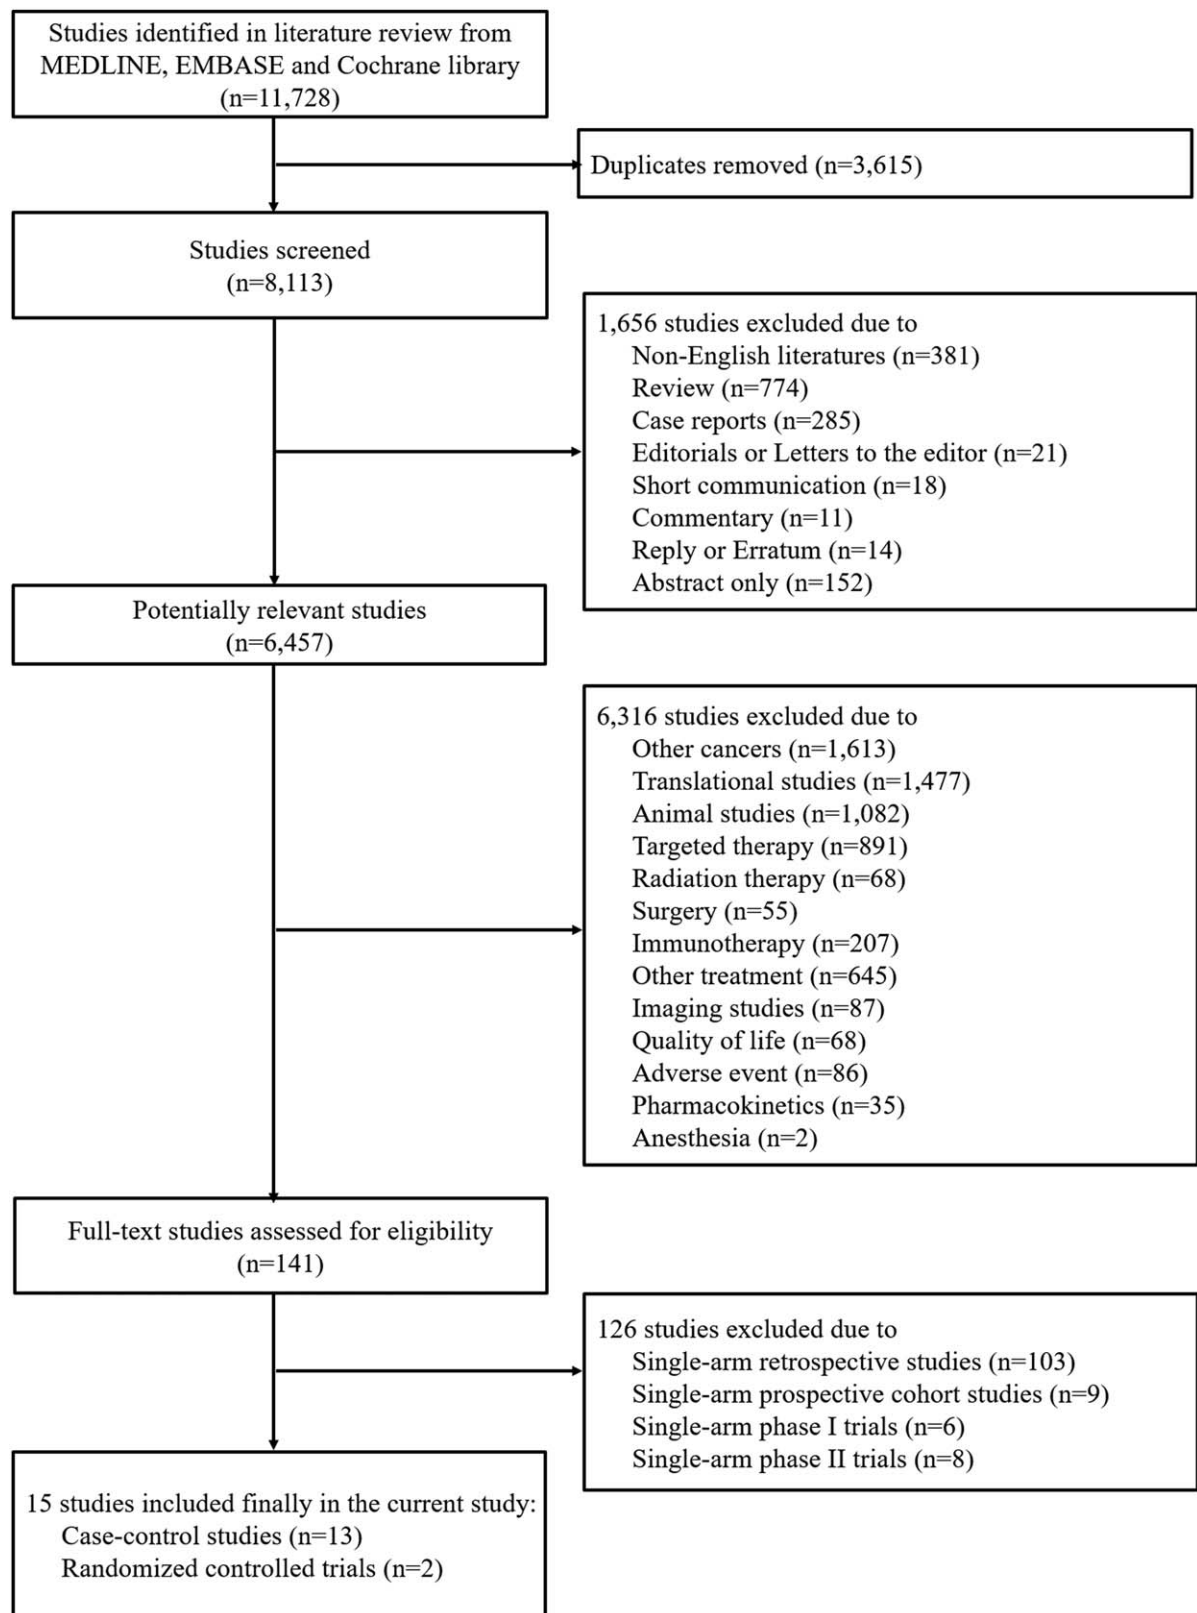 Studies identified in literature review from
MEDLINE, EMBASE and Cochrane library
(n=11,728)
Duplicates removed (n=3,615)
Studies screened
(n=8,113)
1,656 studies excluded due to
Non-English literatures (n=381)
Review (n=774)
Case reports (n=285)
Editorials or Letters to the editor (n=21)
Short communication (n=18)
Commentary (n=11)
Reply or Erratum (n=14)
Abstract only (n=152)
Potentially relevant studies
(n=6,457)
6,316 studies excluded due to
Other cancers (n=1,613)
Translational studies (n=1,477)
Animal studies (n=1,082)
Targeted therapy (n=891)
Radiation therapy (n=68)
Surgery (n=55)
Immunotherapy (n=207)
Other treatment (n=645)
Imaging studies (n=87)
Quality of life (n=68)
Adverse event (n=86)
Pharmacokinetics (n=35)
Anesthesia (n=2)
Full-text studies assessed for eligibility
(n=141)
126 studies excluded due to
Single-arm retrospective studies (n=103)
Single-arm prospective cohort studies (n=9)
Single-arm phase I trials (n=6)
Single-arm phase II trials (n=8)
15 studies included finally in the current study:
Case-control studies (n=13)
Randomized controlled trials (n=2)